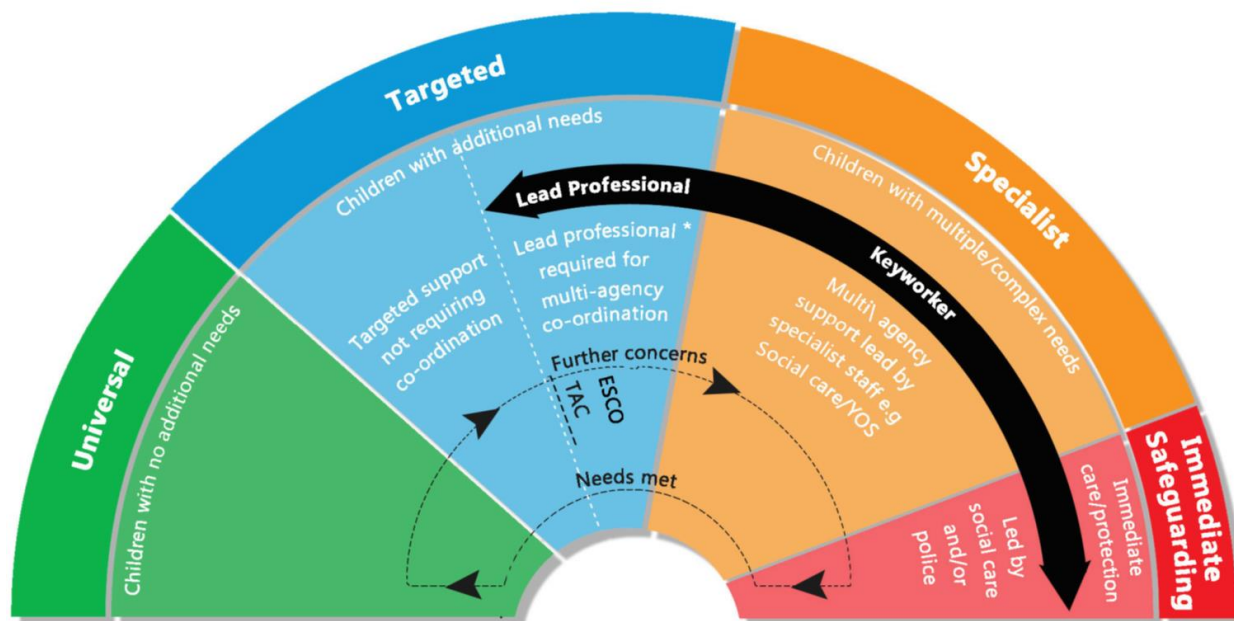 Universal
Children with no additional needs
Targeted
Children with additional needs
Targeted support
not requiring
co-ordination
Lead Professional
Lead professional *
required for
multi-agency
co-ordination
Further concerns
ESCO
TAC
Needs met
Specialist
Children with multiple/complex needs
Keyworker
Multi\ agency
support lead by
specialist staff e.g
Social care/YOS
Immediate
Safeguarding
Immediate
care/protection
Led by
social care
and/or
police